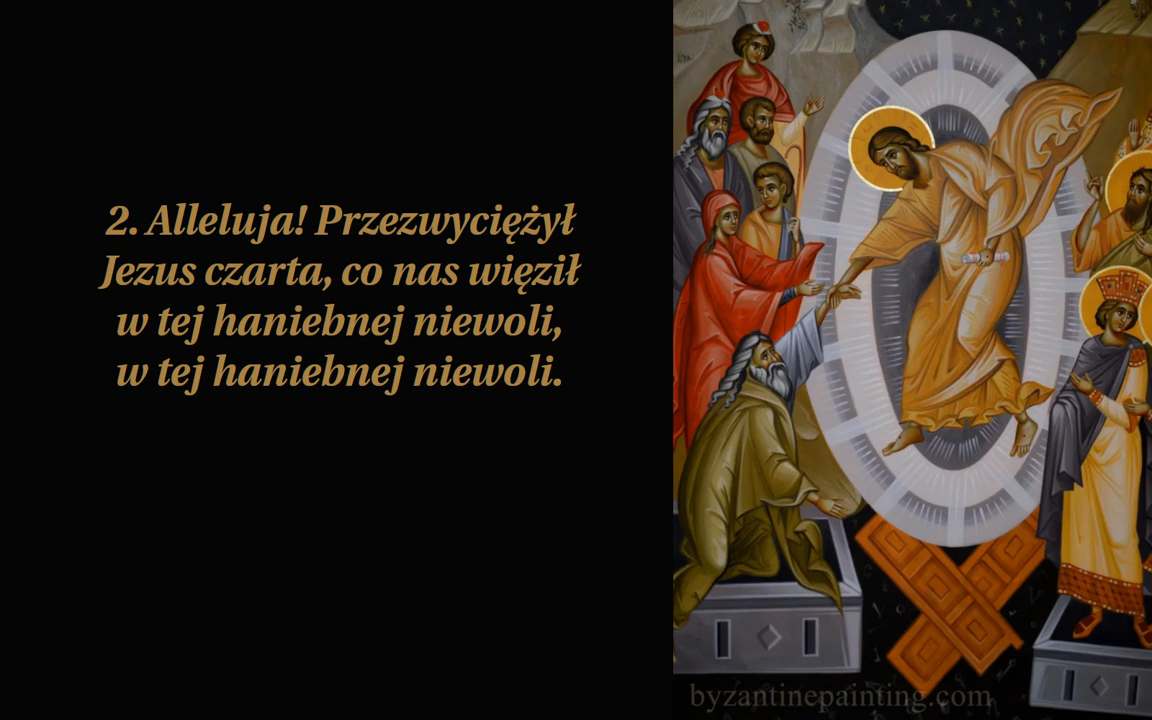 2. Alleluja! Przezwyciężył
Jezus czarta, co nas więził
w tej haniebnej niewoli,
w tej haniebnej niewoli.
byzantinepainting.com